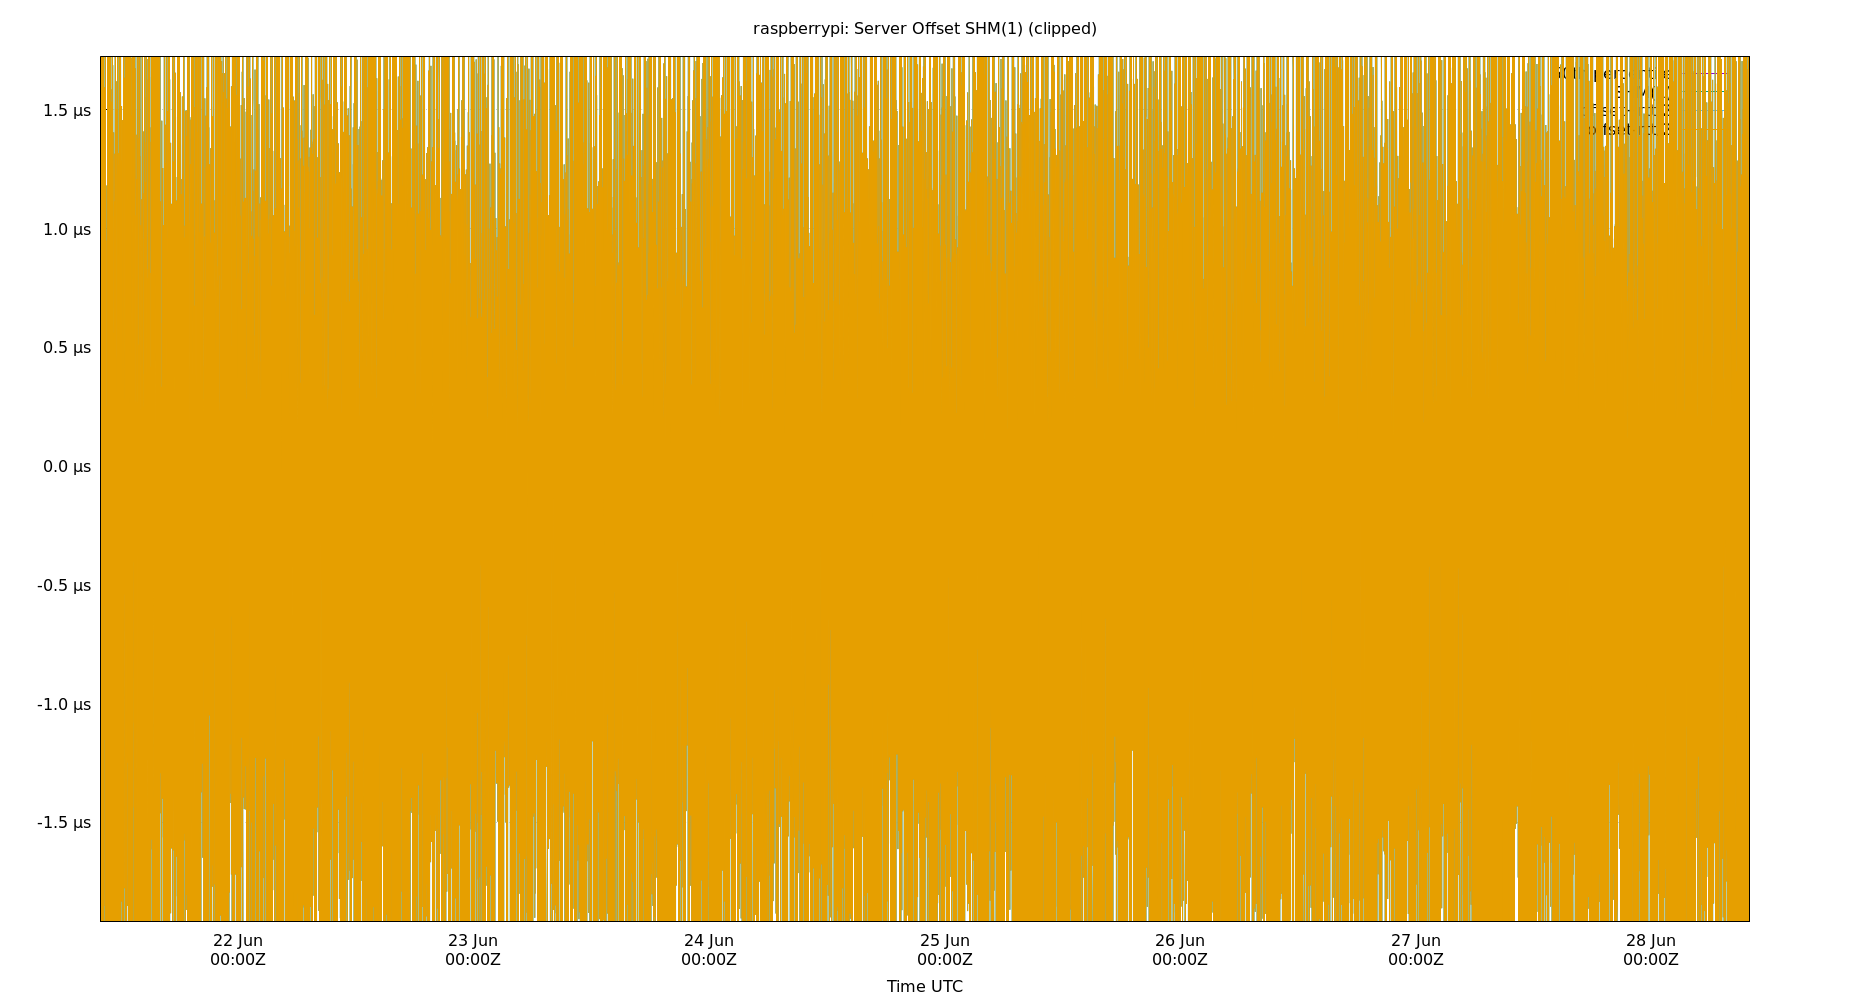 raspberrypi: Server Offset SHM(1) (clipped)
1.5 µs
1.0 µs
0.5 µs
0.0 µs
-0.5 µs
-1.0 µs
-1.5 µs
22 Jun 23 Jun 24 Jun 25 Jun 26 Jun 27 Jun 28 Jun
00:00Z 00:00Z 00:00Z 00:00Z 00:00Z 00:00Z 00:00Z
Time UTC